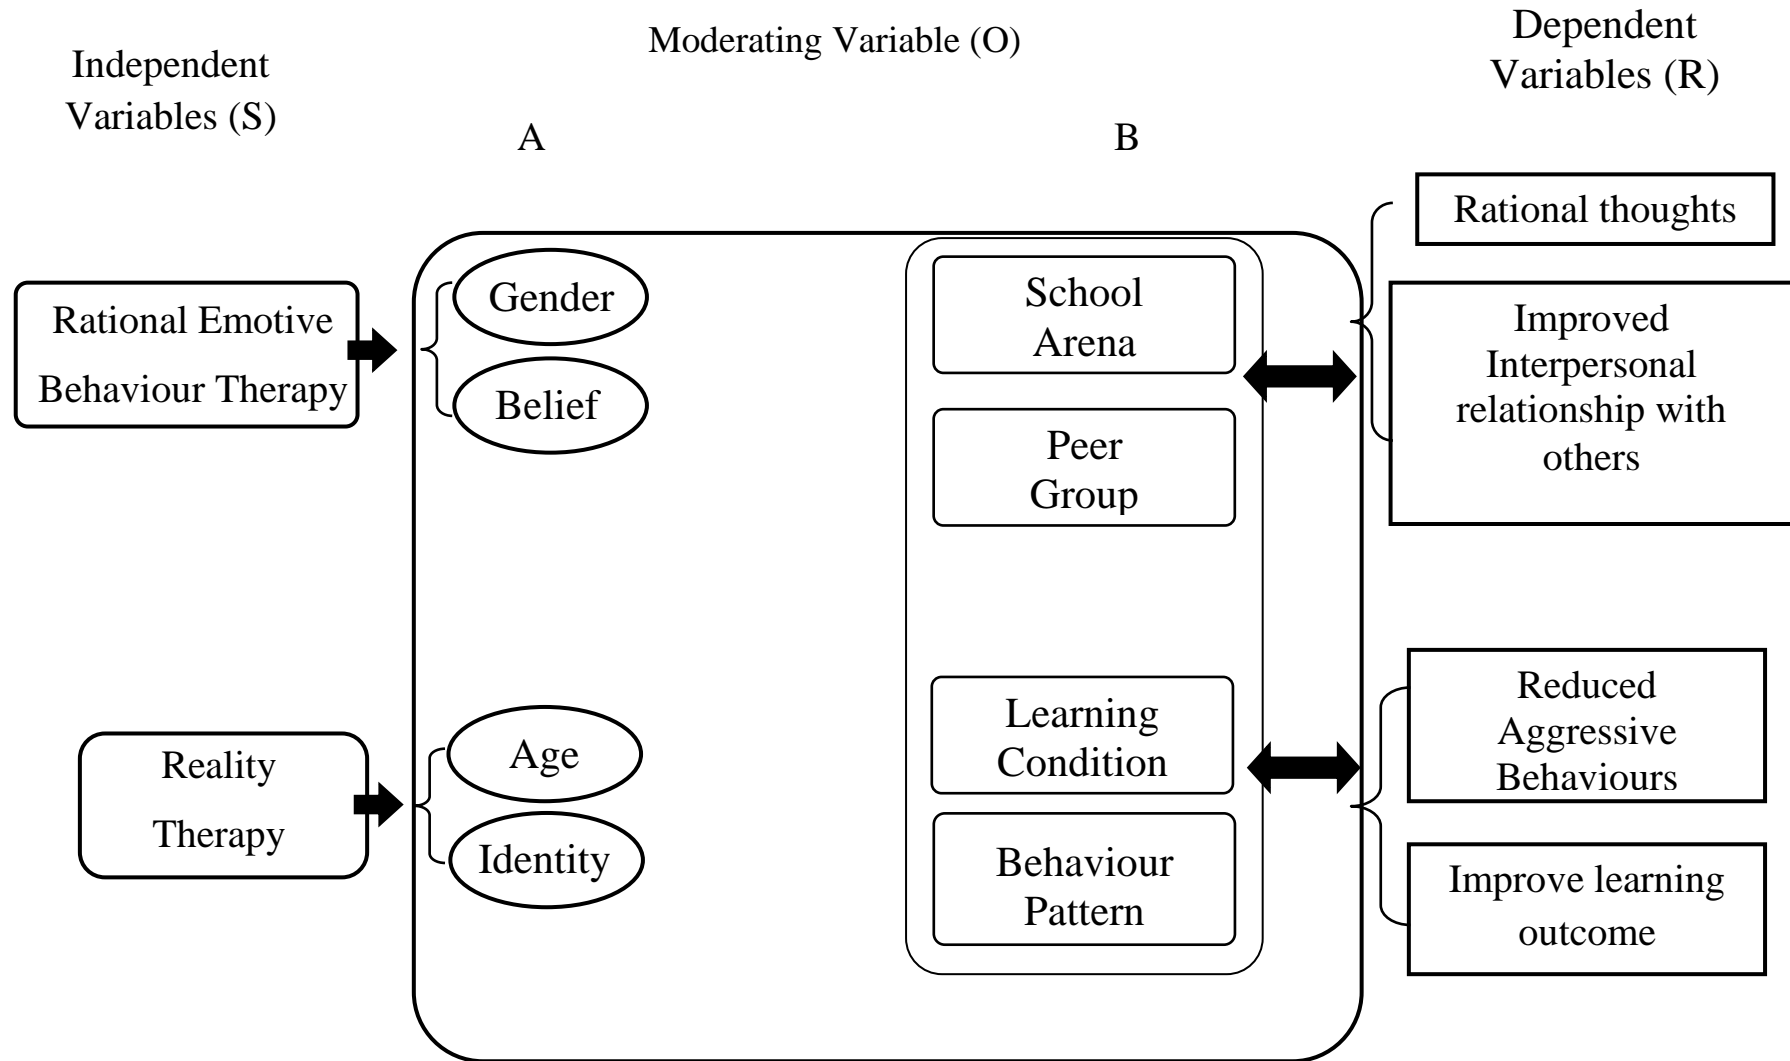 Independent
Variables (S)
Moderating Variable (O)
Dependent
Variables (R)
A
B
Rational Emotive
Behaviour Therapy
Gender
Belief
School
Arena
Peer
Group
Rational thoughts
Improved
Interpersonal
relationship with
others
Reality
Therapy
Age
Identity
Learning
Condition
Behaviour
Pattern
Reduced
Aggressive
Behaviours
Improve learning
outcome